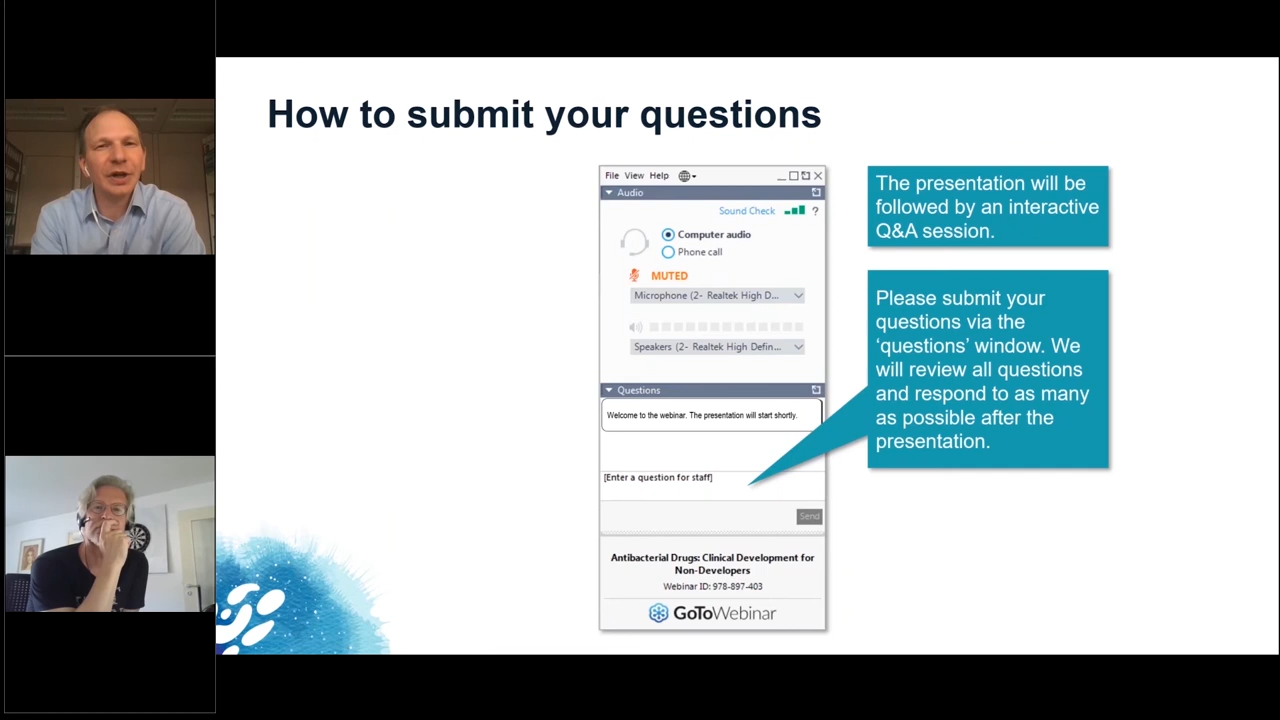 How to submit your questions
File View Help
Audio
Sound Check ?
Computer audio
Phone call
MUTED
Microphone (2- Realtek High D...
Speakers (2- Realtek High Defin...
Questions
Welcome to the webinar. The presentation will start shortly.
[Enter a question for staff]
Send
Antibacterial Drugs: Clinical Development for
Non-Developers
Webinar ID: 978-897-403
GoToWebinar
The presentation will be
followed by an interactive
Q&A session.
Please submit your
questions via the
‘questions’ window. We
will review all questions
and respond to as many
as possible after the
presentation.